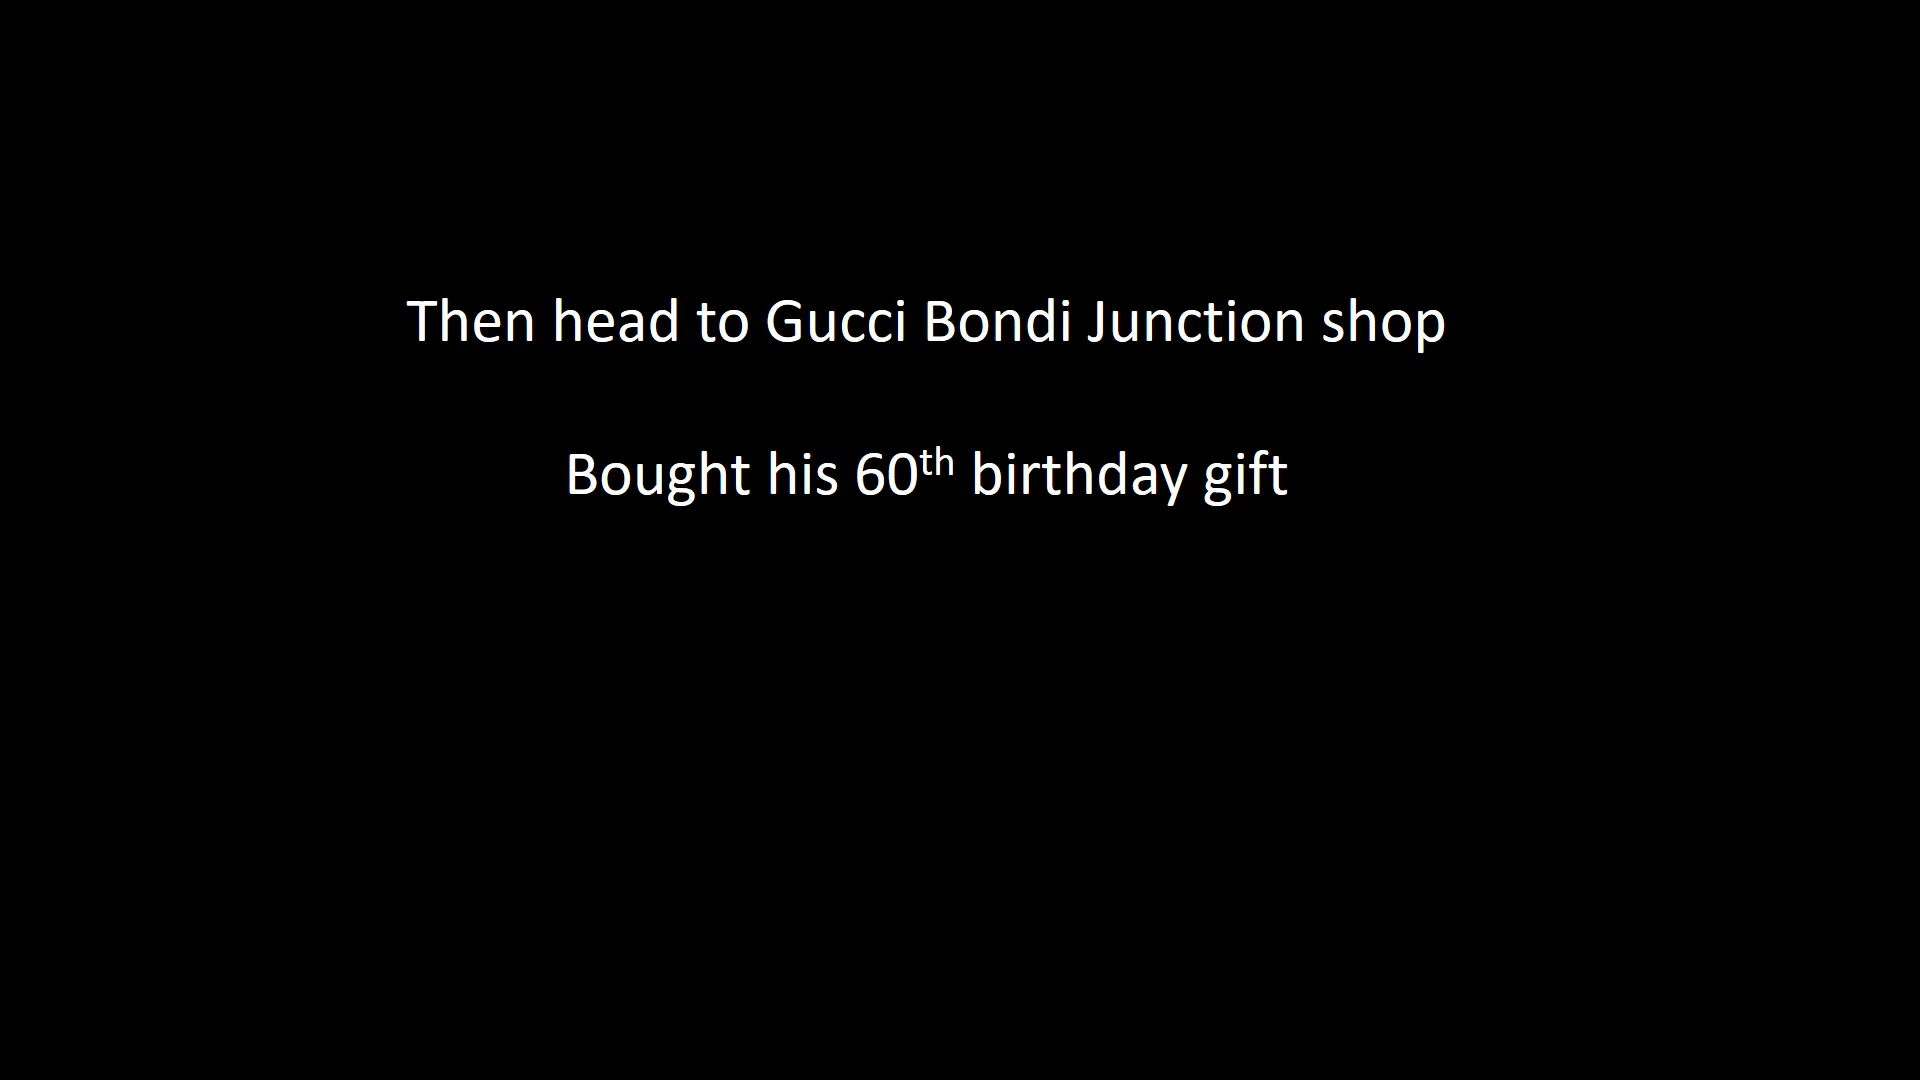 Then head to Gucci Bondi Junction shop
Bought his 60th birthday gift